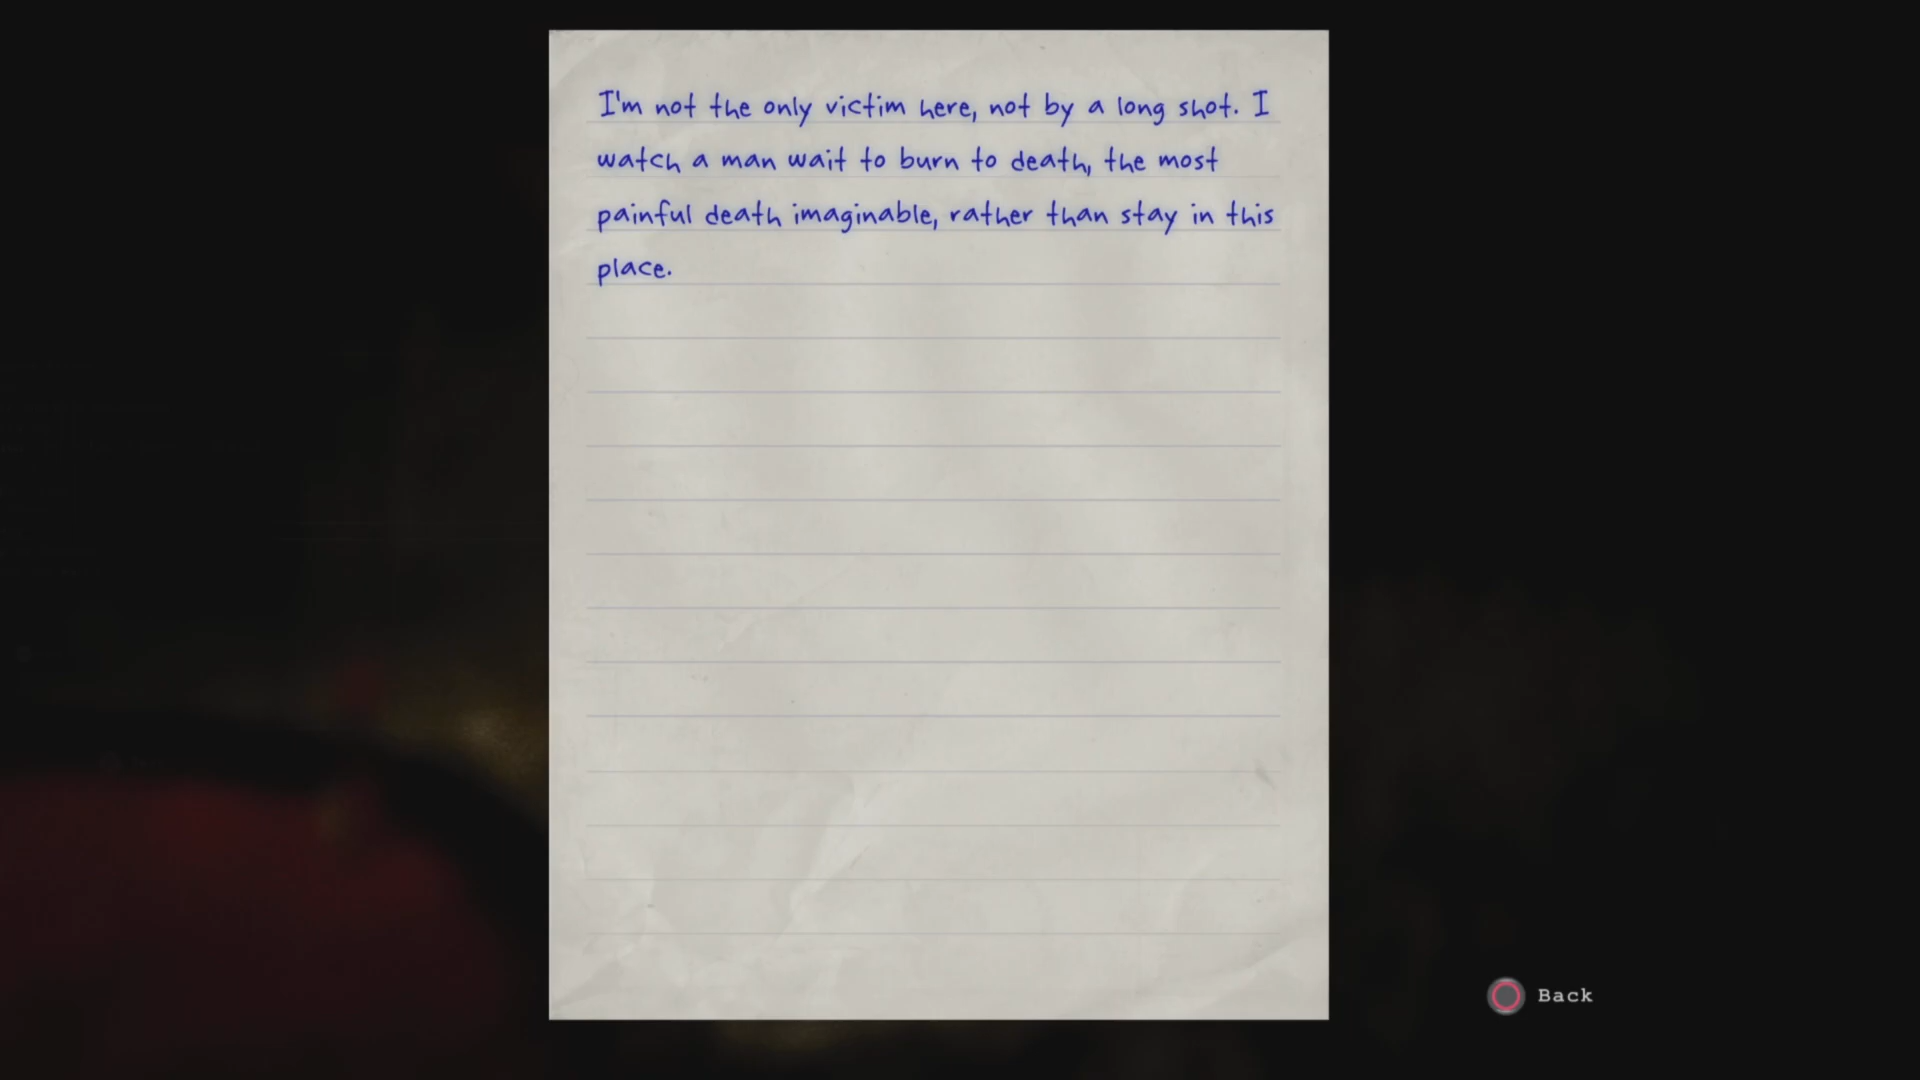 I'm not the only victim here, not by a long shot. I
watch a man wait to burn to death, the most
painful death imaginable, rather than stay in this
place.
Back